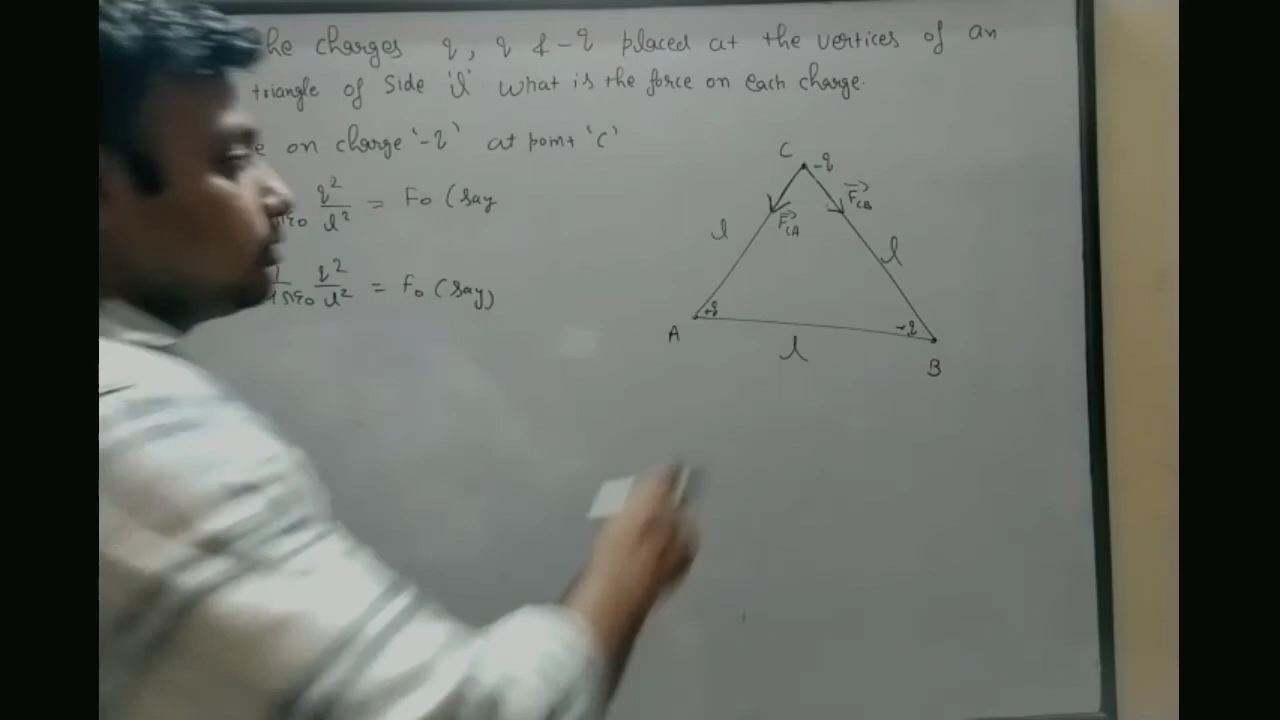 he charges q, q & -q placed at the vertices of an
triangle of Side 'l' what is the force on each charge.
e on charge '-q' at point 'C'
πε₀ q²/l² = F₀ (say
1/4πε₀ q²/l² = F₀ (say)
C -q
F⃗CB
F⃗CA
l l
+q +q
A l B